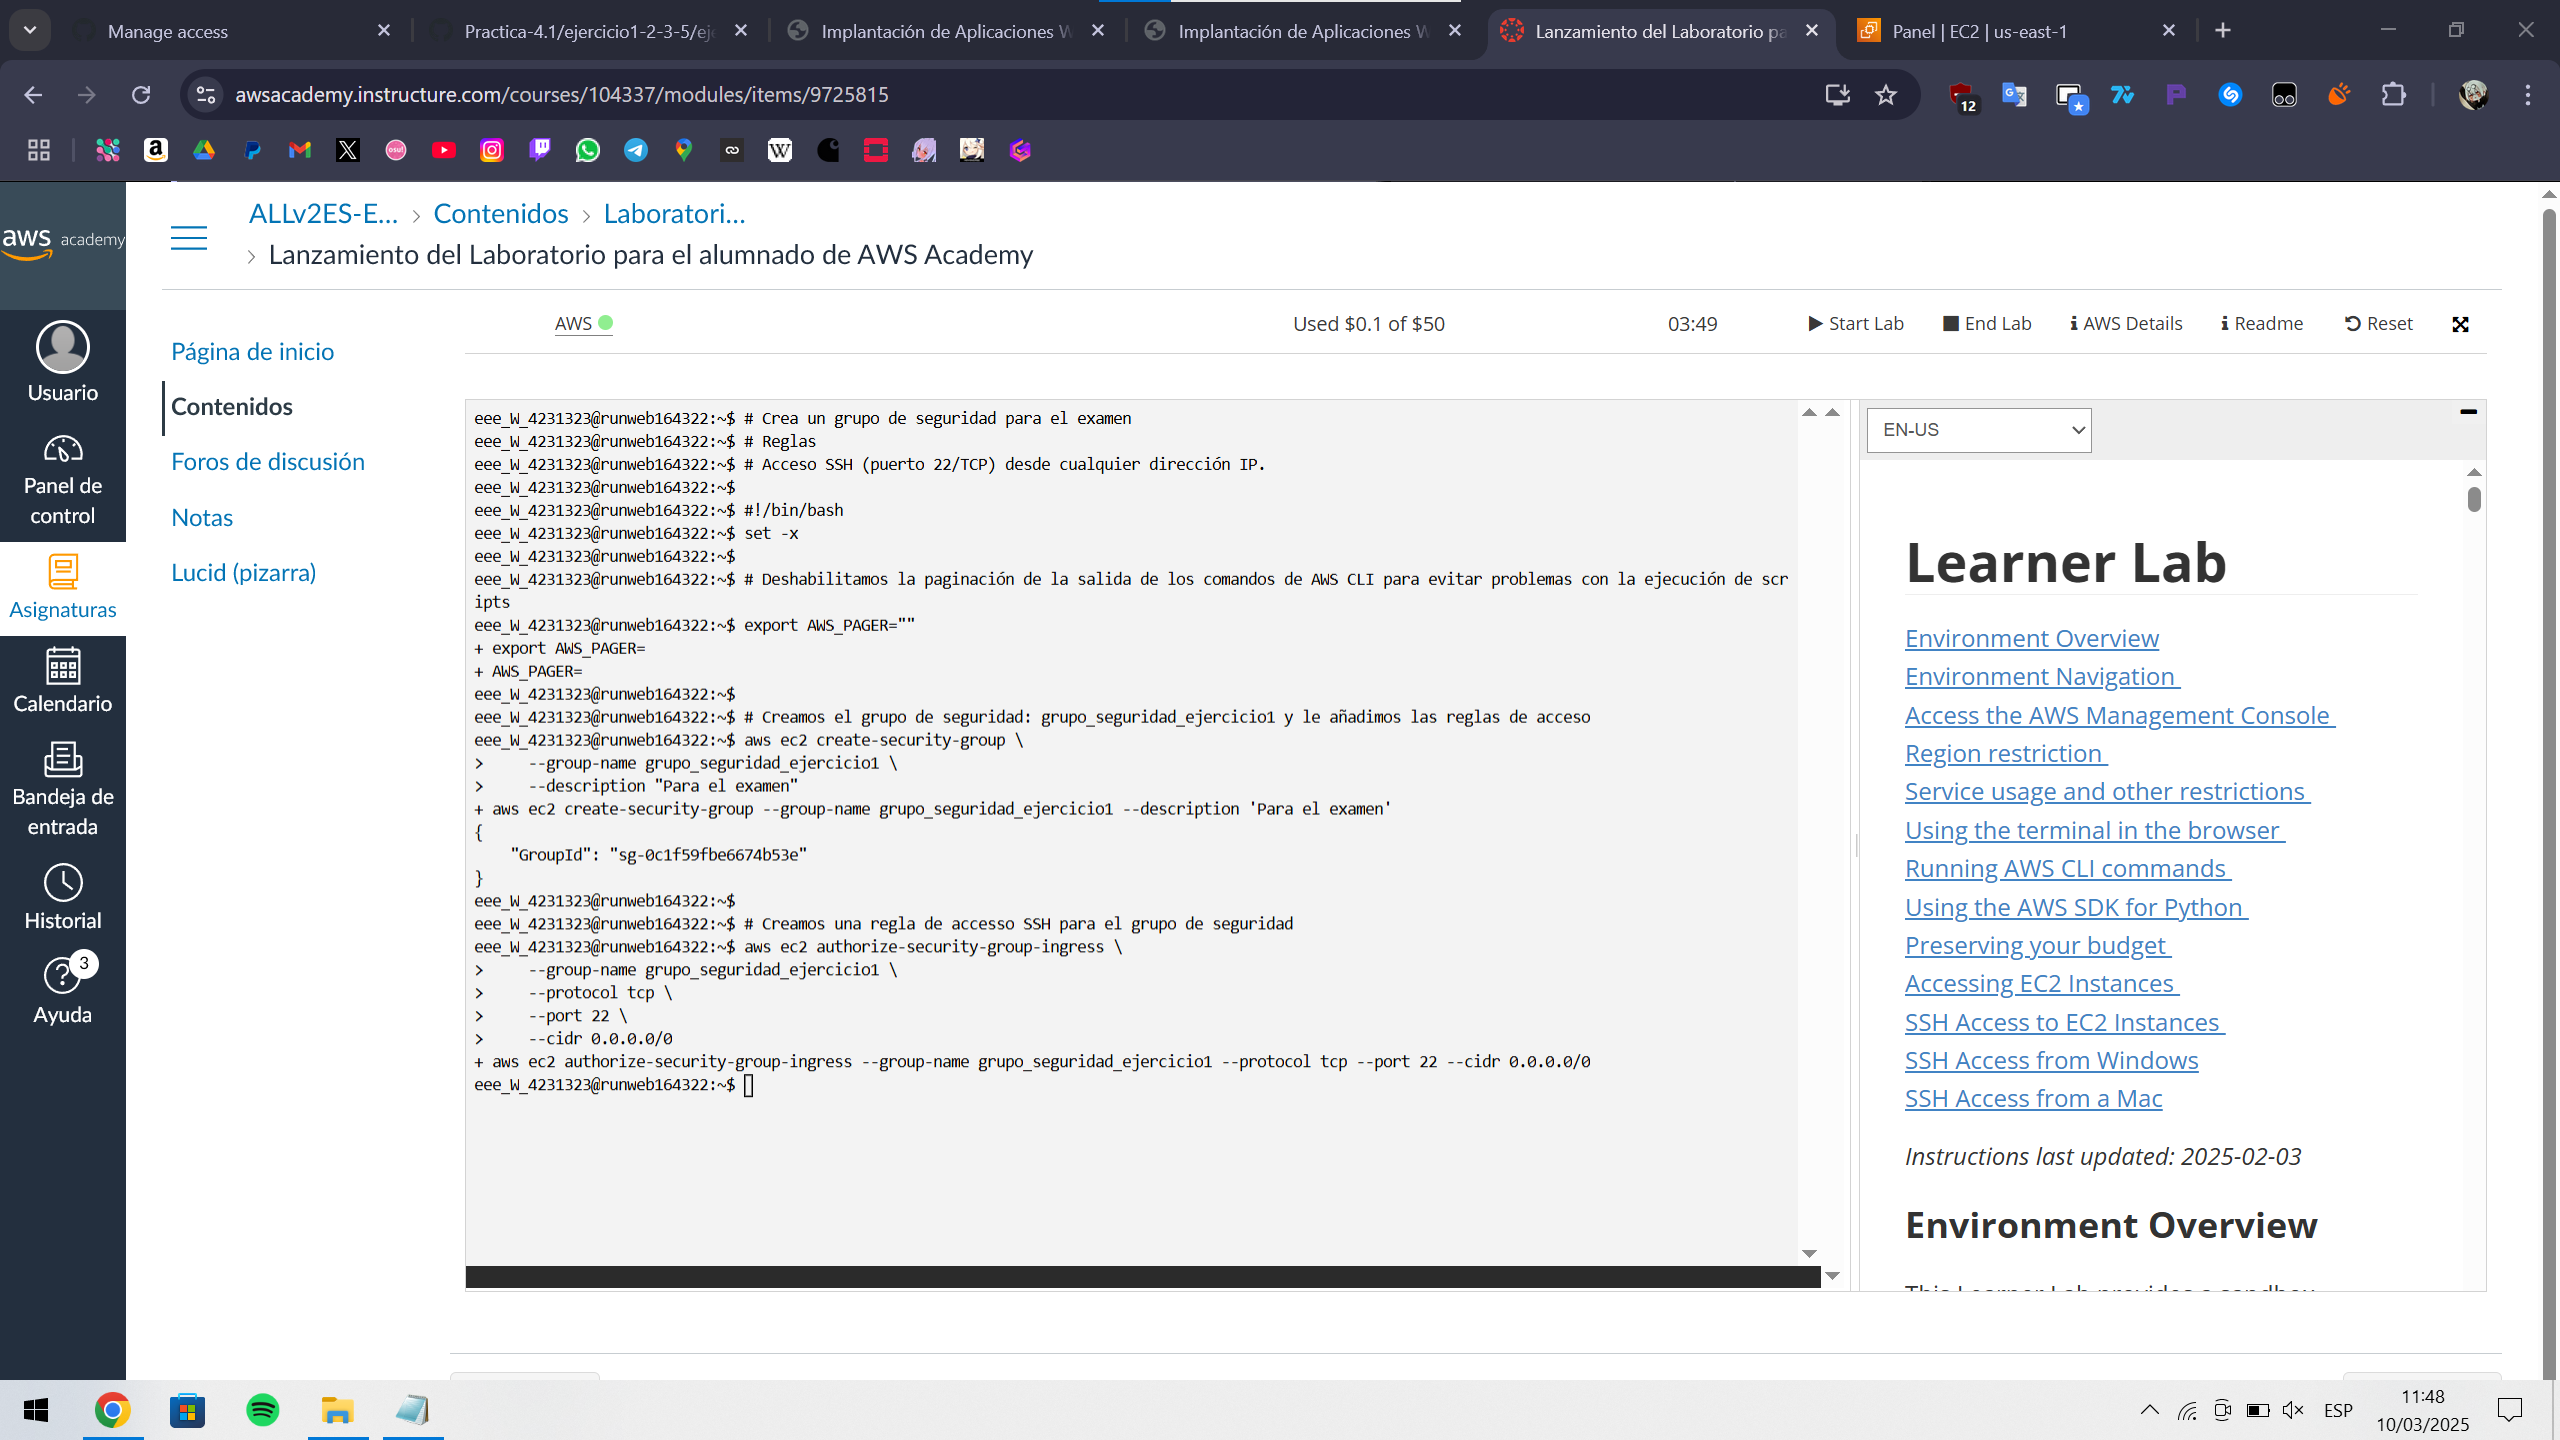 Manage access
Practica-4.1/ejercicio1-2-3-5/eje
Implantación de Aplicaciones W
Implantación de Aplicaciones W
Lanzamiento del Laboratorio pa
Panel | EC2 | us-east-1
awsacademy.instructure.com/courses/104337/modules/items/9725815
12
ALLv2ES-E... > Contenidos > Laboratori...
> Lanzamiento del Laboratorio para el alumnado de AWS Academy
aws academy
Usuario
Panel de control
Asignaturas
Calendario
Bandeja de entrada
Historial
3
Ayuda
Página de inicio
Contenidos
Foros de discusión
Notas
Lucid (pizarra)
AWS
Used $0.1 of $50
03:49
Start Lab
End Lab
AWS Details
Readme
Reset
eee_W_4231323@runweb164322:~$ # Crea un grupo de seguridad para el examen
eee_W_4231323@runweb164322:~$ # Reglas
eee_W_4231323@runweb164322:~$ # Acceso SSH (puerto 22/TCP) desde cualquier dirección IP.
eee_W_4231323@runweb164322:~$
eee_W_4231323@runweb164322:~$ #!/bin/bash
eee_W_4231323@runweb164322:~$ set -x
eee_W_4231323@runweb164322:~$
eee_W_4231323@runweb164322:~$ # Deshabilitamos la paginación de la salida de los comandos de AWS CLI para evitar problemas con la ejecución de scr
ipts
eee_W_4231323@runweb164322:~$ export AWS_PAGER=""
+ export AWS_PAGER=
+ AWS_PAGER=
eee_W_4231323@runweb164322:~$
eee_W_4231323@runweb164322:~$ # Creamos el grupo de seguridad: grupo_seguridad_ejercicio1 y le añadimos las reglas de acceso
eee_W_4231323@runweb164322:~$ aws ec2 create-security-group \
>     --group-name grupo_seguridad_ejercicio1 \
>     --description "Para el examen"
+ aws ec2 create-security-group --group-name grupo_seguridad_ejercicio1 --description 'Para el examen'
{
    "GroupId": "sg-0c1f59fbe6674b53e"
}
eee_W_4231323@runweb164322:~$
eee_W_4231323@runweb164322:~$ # Creamos una regla de accesso SSH para el grupo de seguridad
eee_W_4231323@runweb164322:~$ aws ec2 authorize-security-group-ingress \
>     --group-name grupo_seguridad_ejercicio1 \
>     --protocol tcp \
>     --port 22 \
>     --cidr 0.0.0.0/0
+ aws ec2 authorize-security-group-ingress --group-name grupo_seguridad_ejercicio1 --protocol tcp --port 22 --cidr 0.0.0.0/0
eee_W_4231323@runweb164322:~$
EN-US
Learner Lab
Environment Overview
Environment Navigation
Access the AWS Management Console
Region restriction
Service usage and other restrictions
Using the terminal in the browser
Running AWS CLI commands
Using the AWS SDK for Python
Preserving your budget
Accessing EC2 Instances
SSH Access to EC2 Instances
SSH Access from Windows
SSH Access from a Mac
Instructions last updated: 2025-02-03
Environment Overview
This Learner Lab provides a sandbox
ESP
11:48
10/03/2025